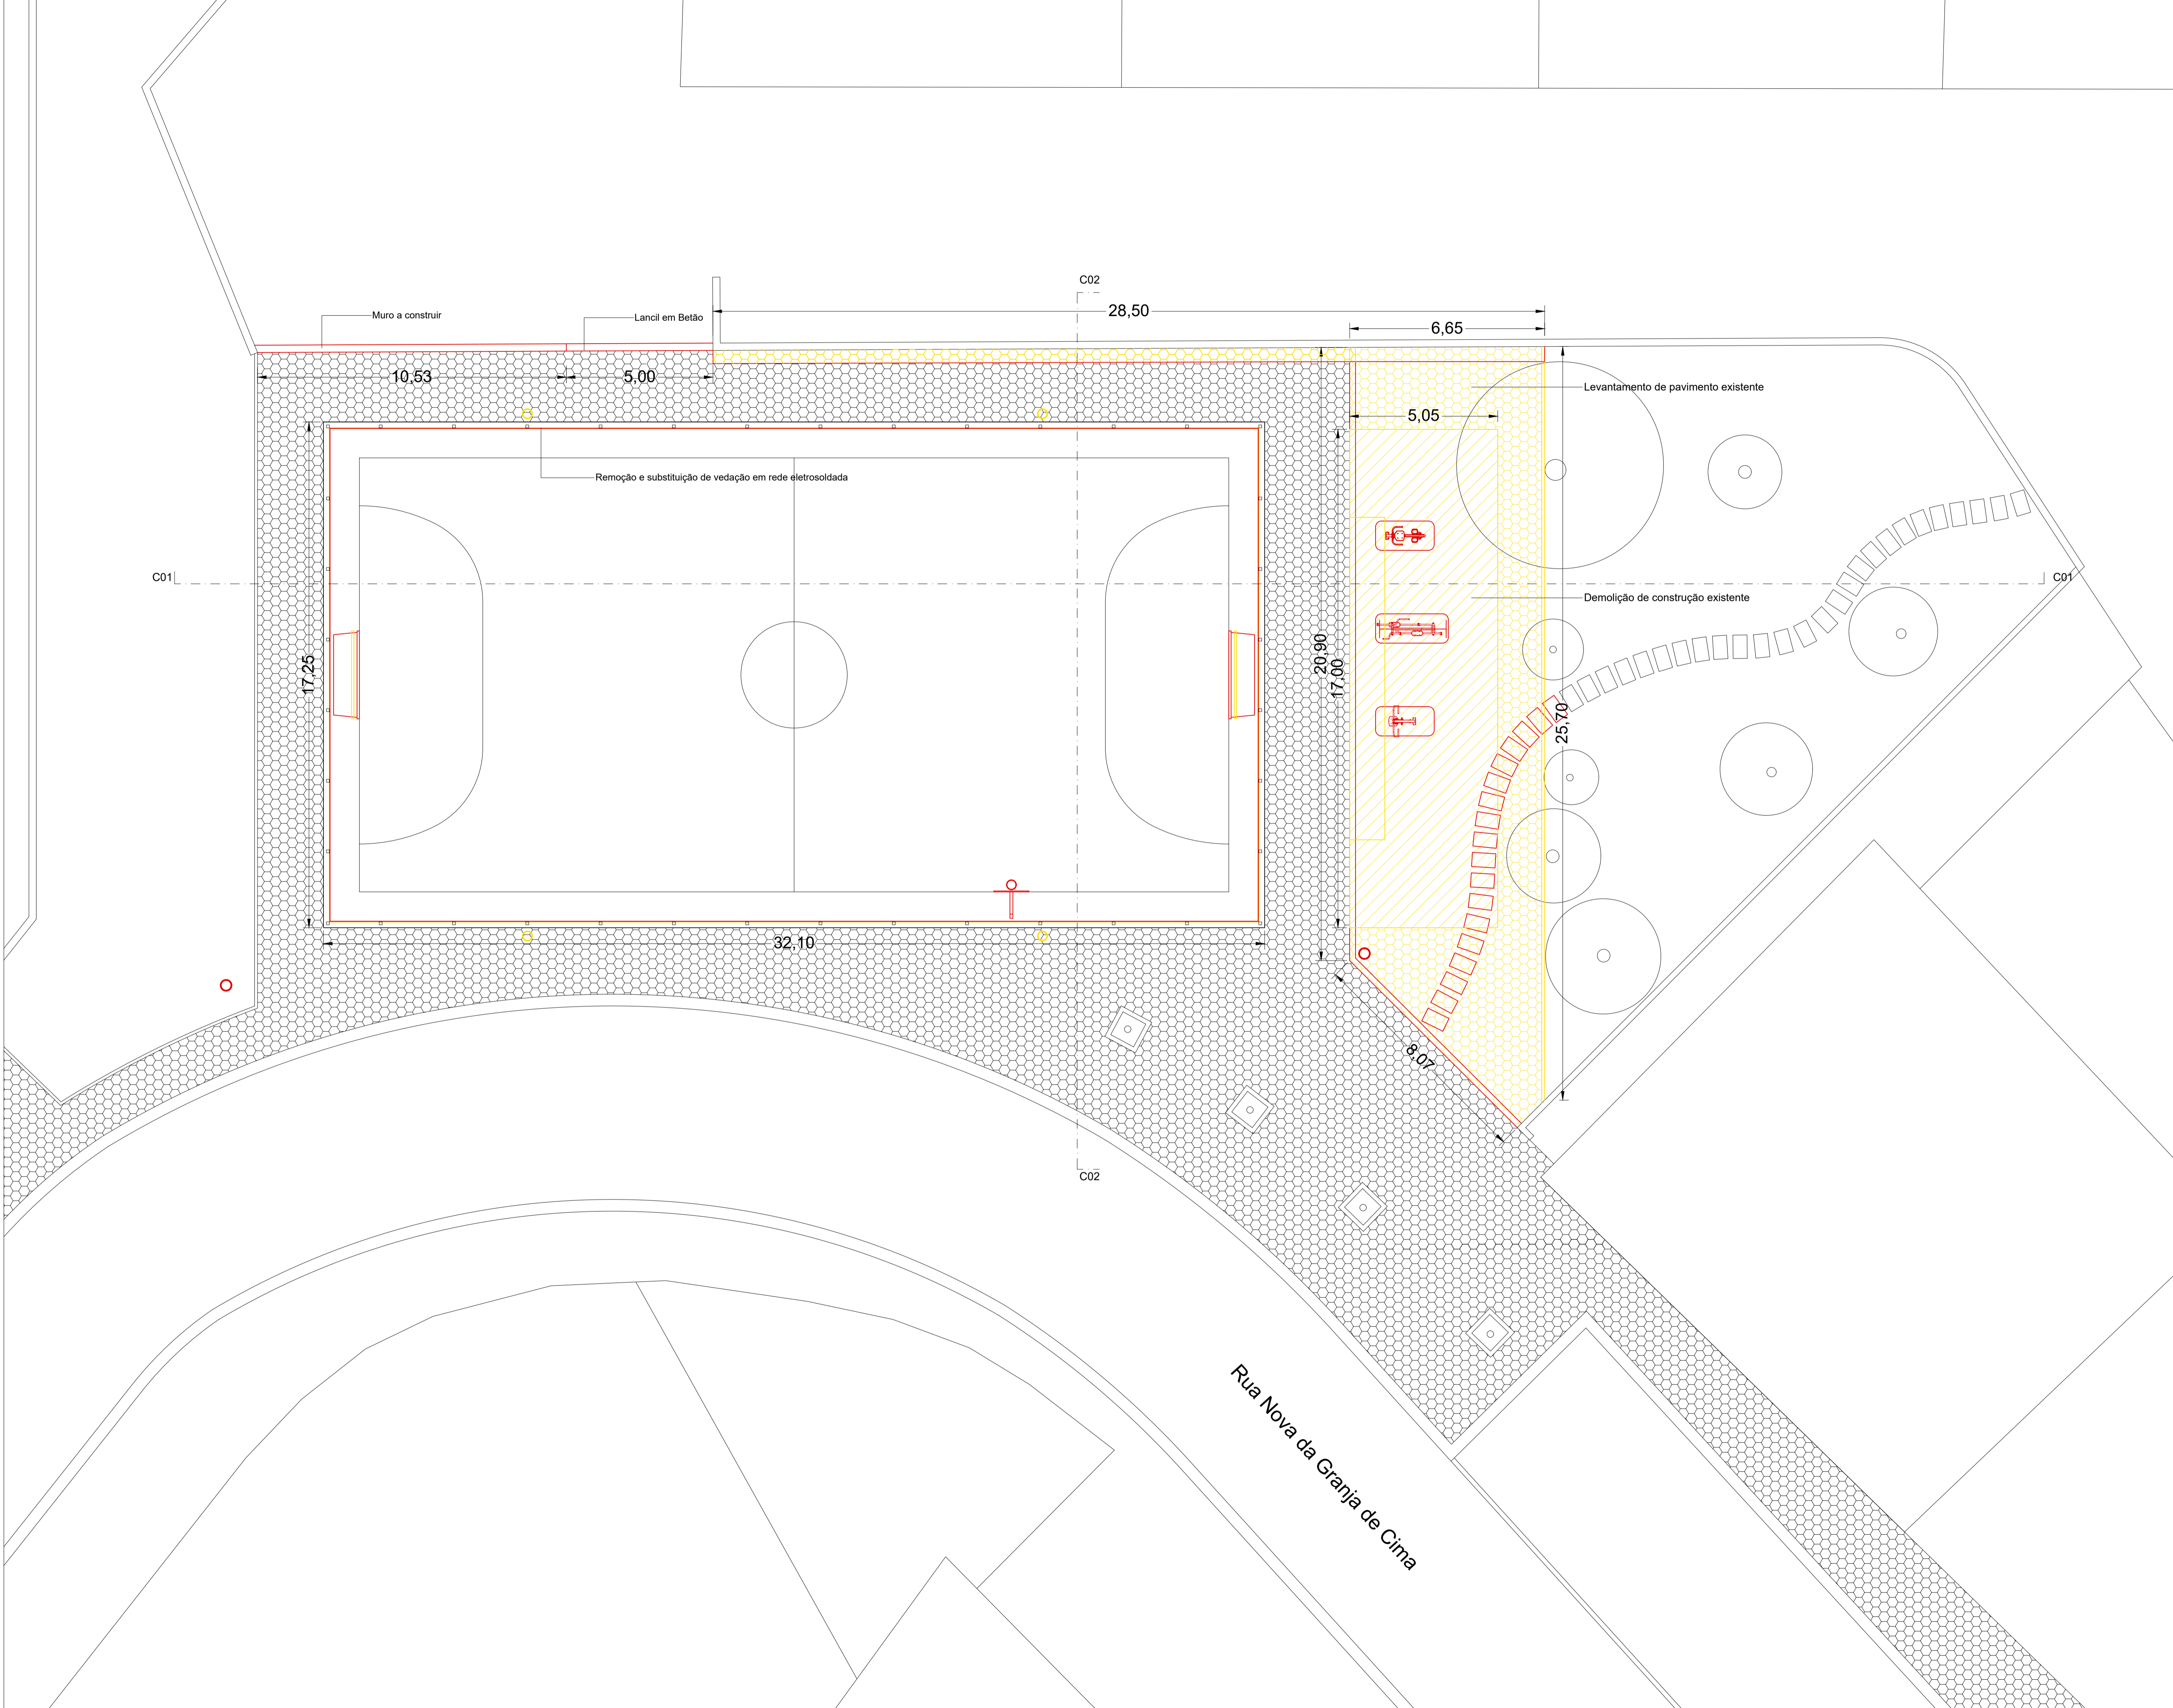 C02
28,50
Muro a construir
Lancil em Betão
6,65
10,53
5,00
Levantamento de pavimento existente
5,05
Remoção e substituição de vedação em rede eletrosoldada
C01
C01
Demolição de construção existente
17,25
20,90
17,00
25,70
32,10
8,07
C02
Rua Nova da Granja de Cima